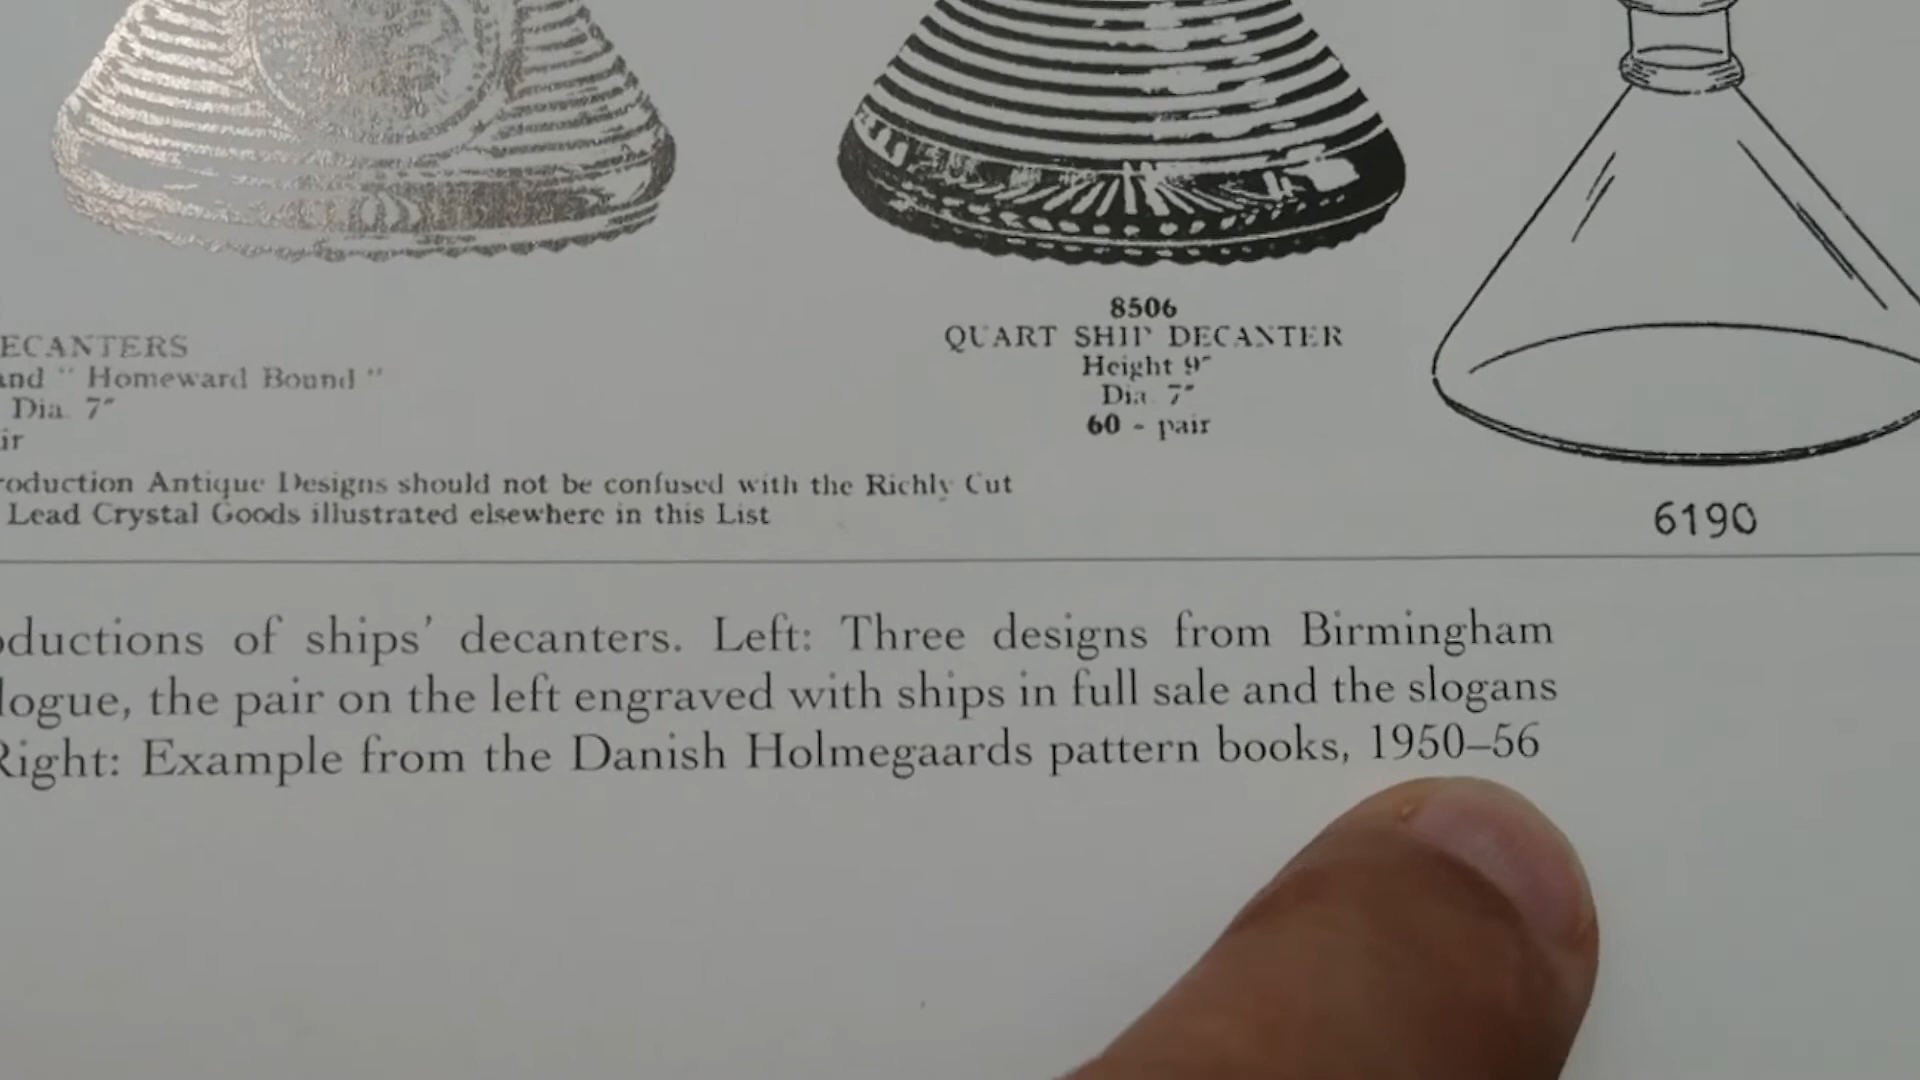 ECANTERS
and " Homeward Bound "
Dia. 7"
ir
8506
QUART SHIP DECANTER
Height 9"
Dia. 7"
60 - pair
roduction Antique Designs should not be confused with the Richly Cut
Lead Crystal Goods illustrated elsewhere in this List
6190
oductions of ships' decanters. Left: Three designs from Birmingham
logue, the pair on the left engraved with ships in full sale and the slogans
Right: Example from the Danish Holmegaards pattern books, 1950–56